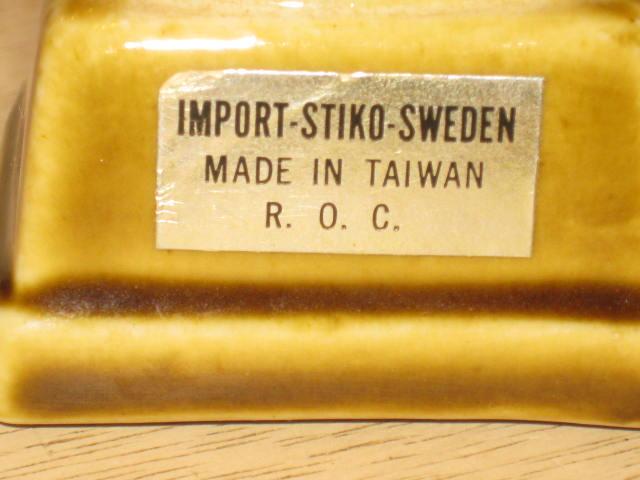 IMPORT-STIKO-SWEDEN
MADE IN TAIWAN
R. O. C.